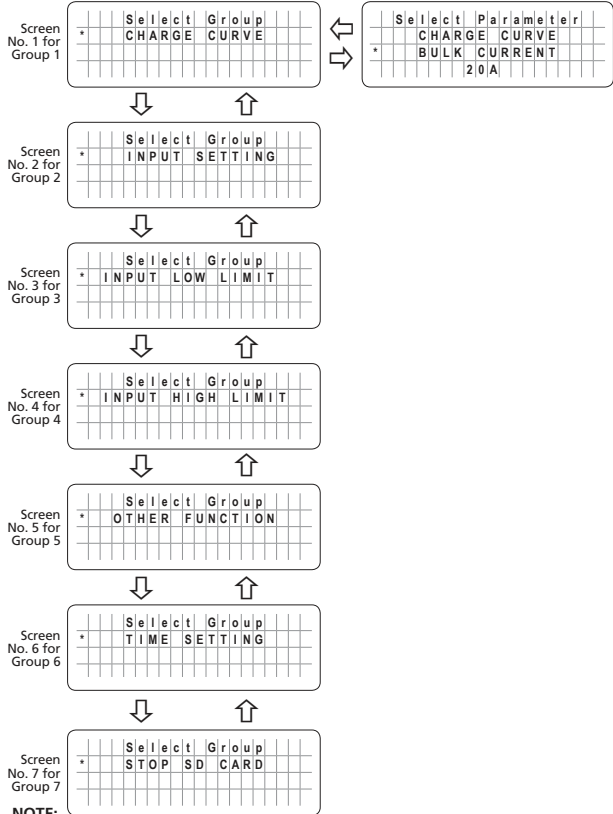 Screen
No. 1 for
Group 1
Select Group
* CHARGE CURVE
Select Parameter
CHARGE CURVE
* BULK CURRENT
20A
Screen
No. 2 for
Group 2
Select Group
* INPUT SETTING
Screen
No. 3 for
Group 3
Select Group
* INPUT LOW LIMIT
Screen
No. 4 for
Group 4
Select Group
* INPUT HIGH LIMIT
Screen
No. 5 for
Group 5
Select Group
* OTHER FUNCTION
Screen
No. 6 for
Group 6
Select Group
* TIME SETTING
Screen
No. 7 for
Group 7
Select Group
* STOP SD CARD
NOTE: